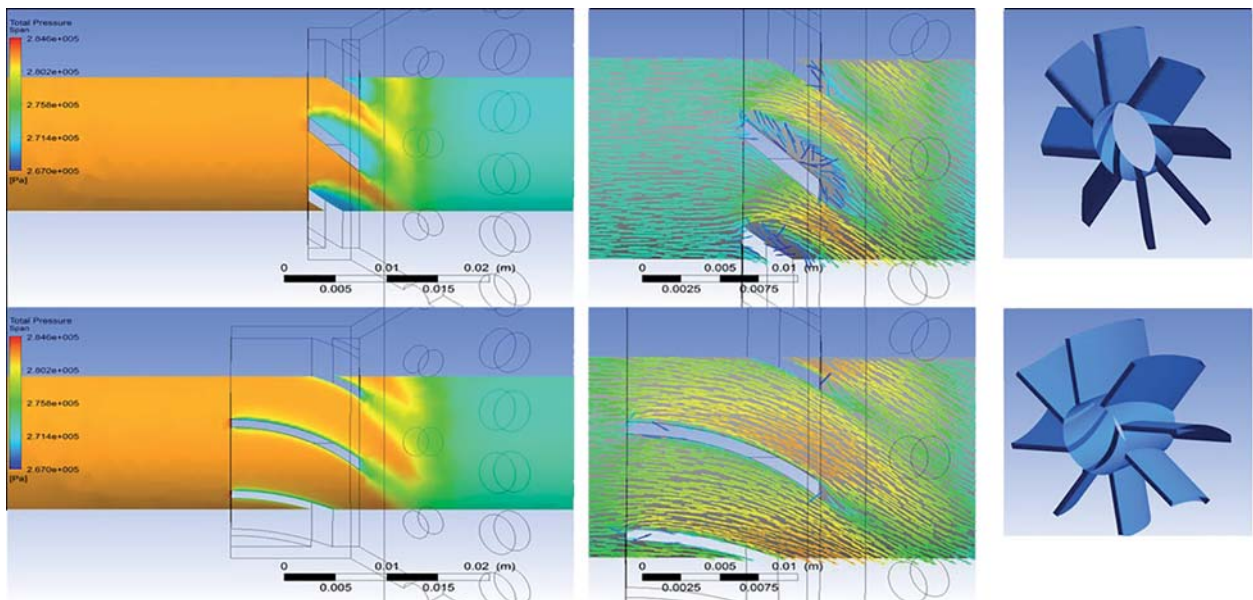 Total Pressure
Span
2.846e+005
2.802e+005
2.758e+005
2.714e+005
2.670e+005
[Pa]
0 0.01 0.02 (m)
0.005 0.015
0 0.005 0.01 (m)
0.0025 0.0075
Total Pressure
Span
2.846e+005
2.802e+005
2.758e+005
2.714e+005
2.670e+005
[Pa]
0 0.01 0.02 (m)
0.005 0.015
0 0.005 0.01 (m)
0.0025 0.0075